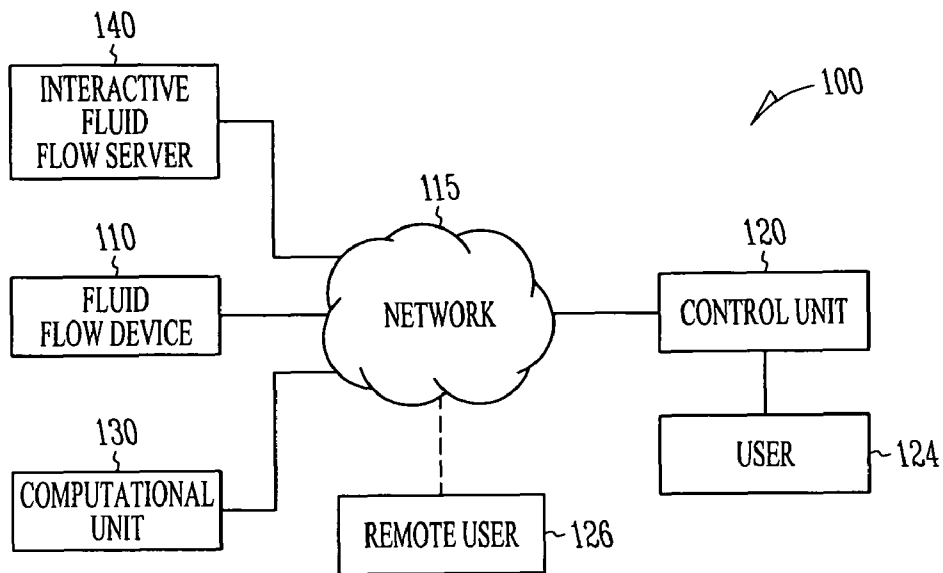 140
INTERACTIVE
FLUID
FLOW SERVER
100
115
110
120
FLUID
FLOW DEVICE
NETWORK
CONTROL UNIT
130
USER
124
COMPUTATIONAL
UNIT
REMOTE USER
126